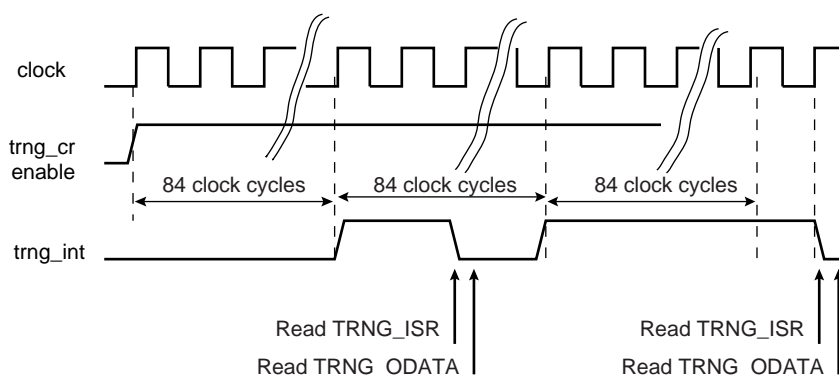 clock
trng_cr
enable
84 clock cycles 84 clock cycles 84 clock cycles
trng_int
Read TRNG_ISR Read TRNG_ISR
Read TRNG_ODATA Read TRNG_ODATA